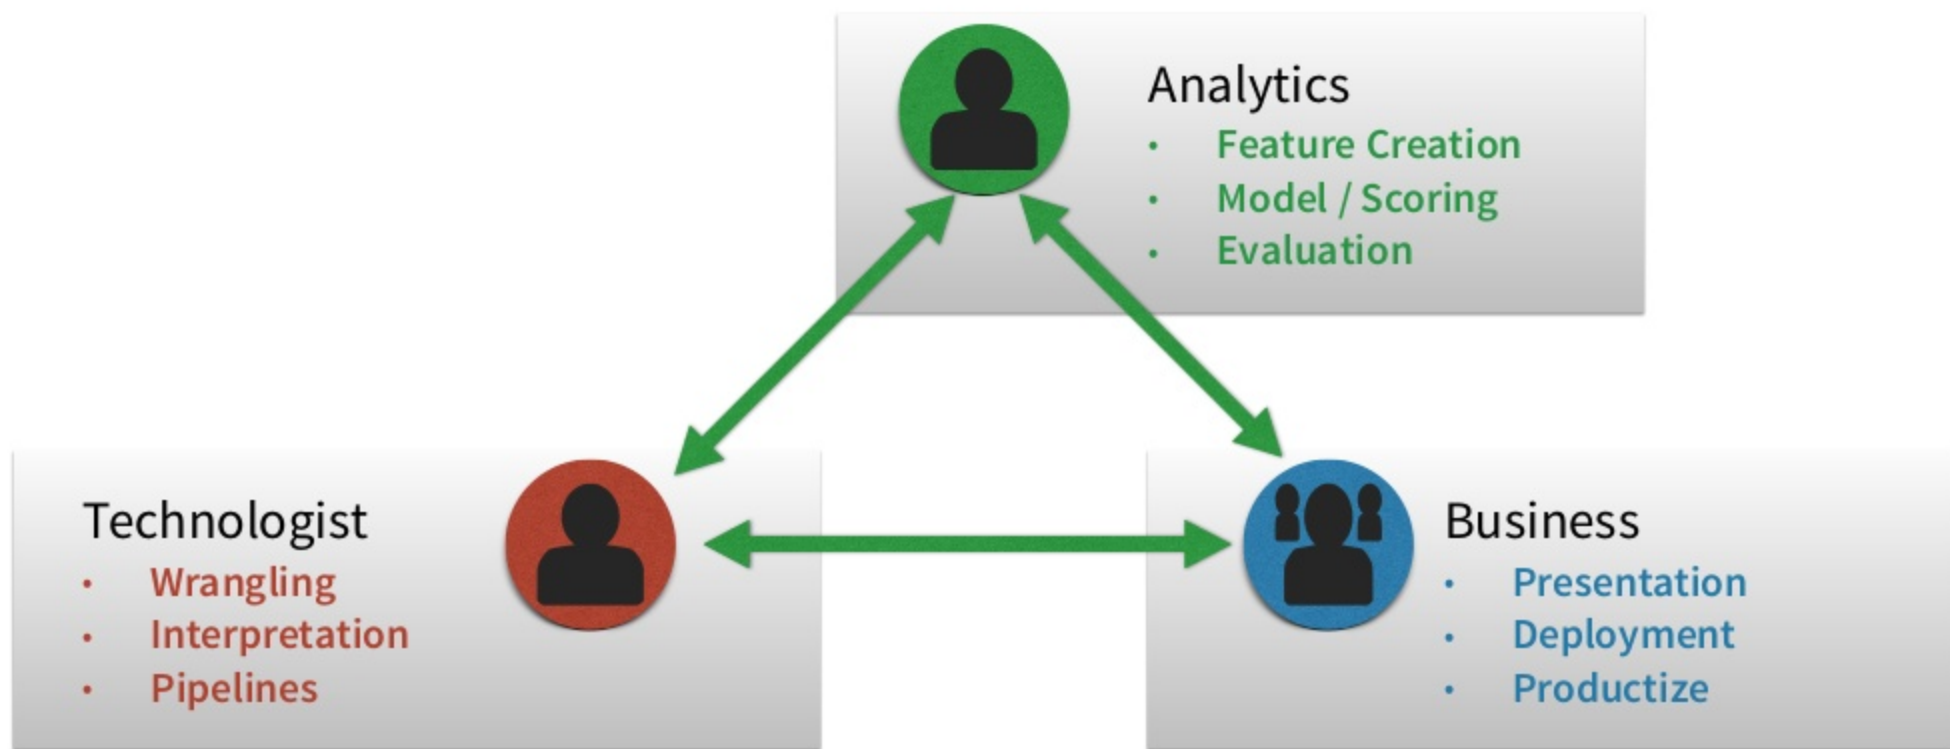 Analytics
• Feature Creation
• Model / Scoring
• Evaluation
Technologist
• Wrangling
• Interpretation
• Pipelines
Business
• Presentation
• Deployment
• Productize